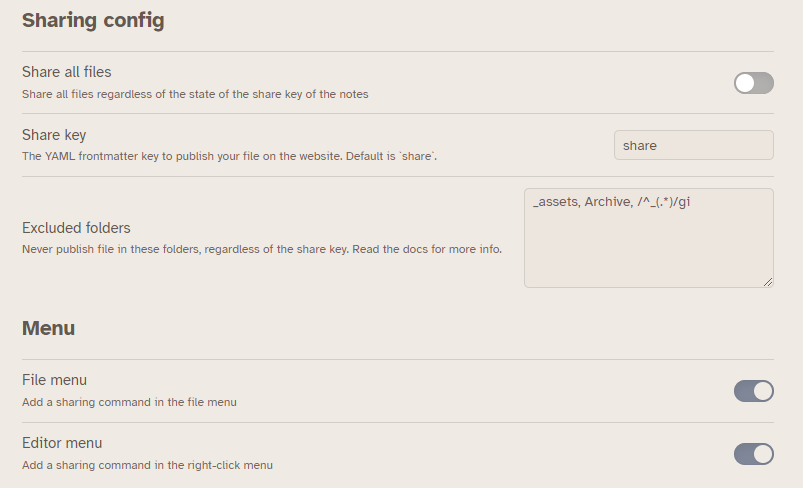 Sharing config
Share all files
Share all files regardless of the state of the share key of the notes
Share key
The YAML frontmatter key to publish your file on the website. Default is `share`.
share
Excluded folders
Never publish file in these folders, regardless of the share key. Read the docs for more info.
_assets, Archive, /^_(.*)/gi
Menu
File menu
Add a sharing command in the file menu
Editor menu
Add a sharing command in the right-click menu